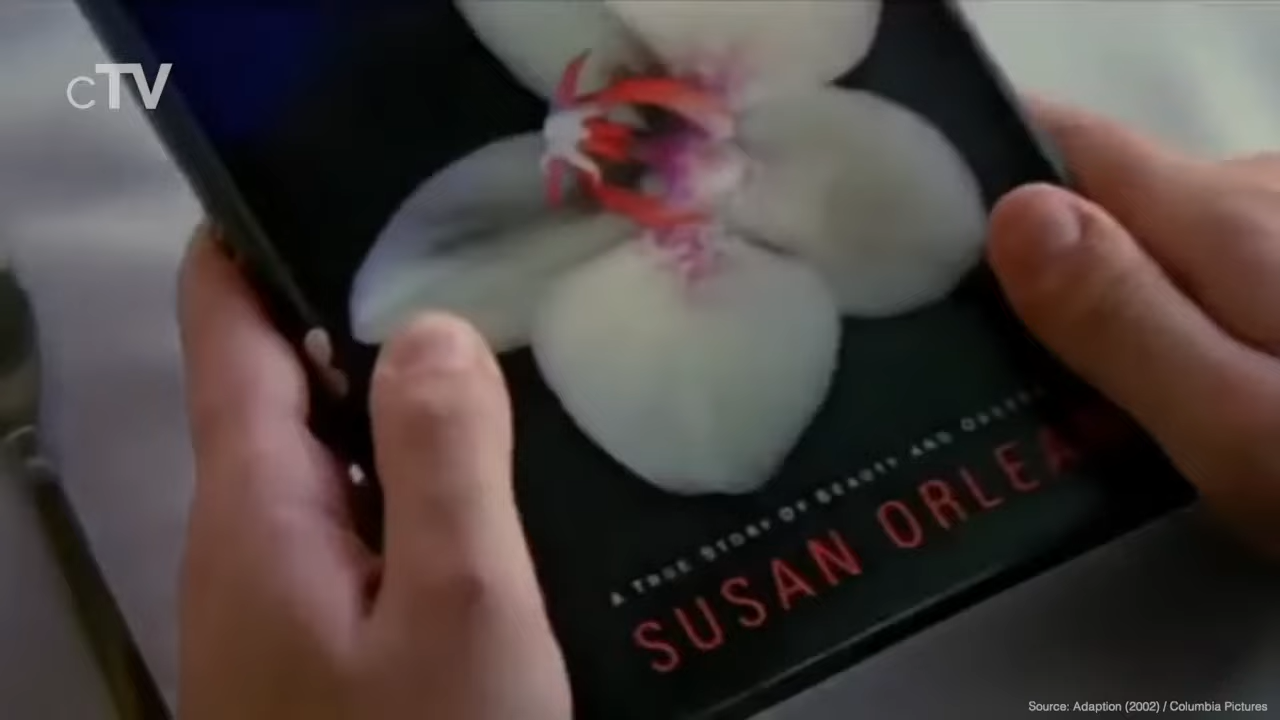 cTV
A TRUE STORY OF BEAUTY AND
SUSAN ORLEA
Source: Adaption (2002) / Columbia Pictures